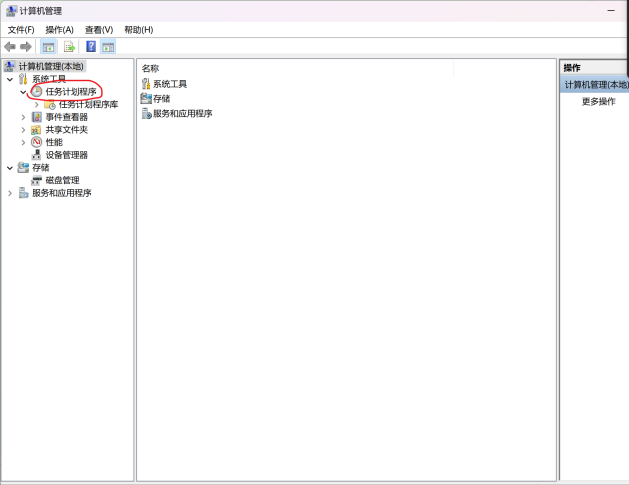 计算机管理
文件(F) 操作(A) 查看(V) 帮助(H)
计算机管理(本地)
系统工具
任务计划程序
任务计划程序库
事件查看器
共享文件夹
性能
设备管理器
存储
磁盘管理
服务和应用程序
名称
系统工具
存储
服务和应用程序
操作
计算机管理(本地)
更多操作